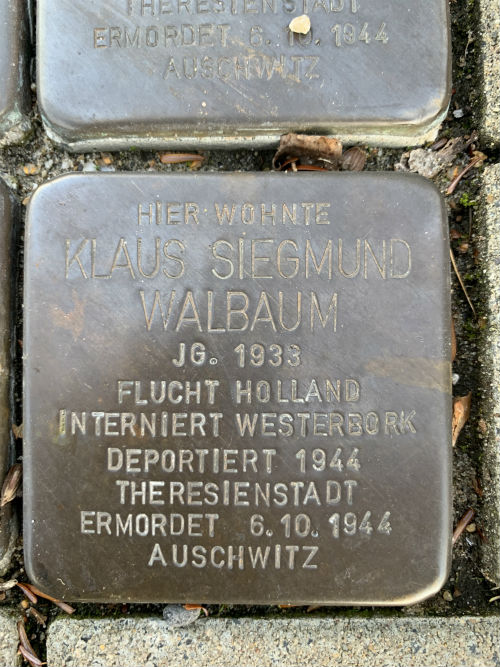 THERESIENSTADT
ERMORDET 6.10.1944
AUSCHWITZ
HIER WOHNTE
KLAUS SIEGMUND
WALBAUM
JG. 1933
FLUCHT HOLLAND
INTERNIERT WESTERBORK
DEPORTIERT 1944
THERESIENSTADT
ERMORDET 6.10.1944
AUSCHWITZ